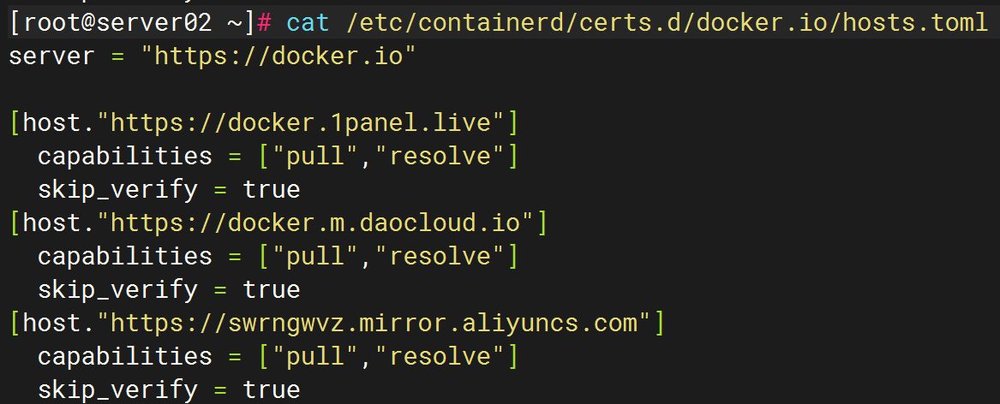 [root@server02 ~]# cat /etc/containerd/certs.d/docker.io/hosts.toml
server = "https://docker.io"

[host."https://docker.1panel.live"]
  capabilities = ["pull","resolve"]
  skip_verify = true
[host."https://docker.m.daocloud.io"]
  capabilities = ["pull","resolve"]
  skip_verify = true
[host."https://swrngwvz.mirror.aliyuncs.com"]
  capabilities = ["pull","resolve"]
  skip_verify = true